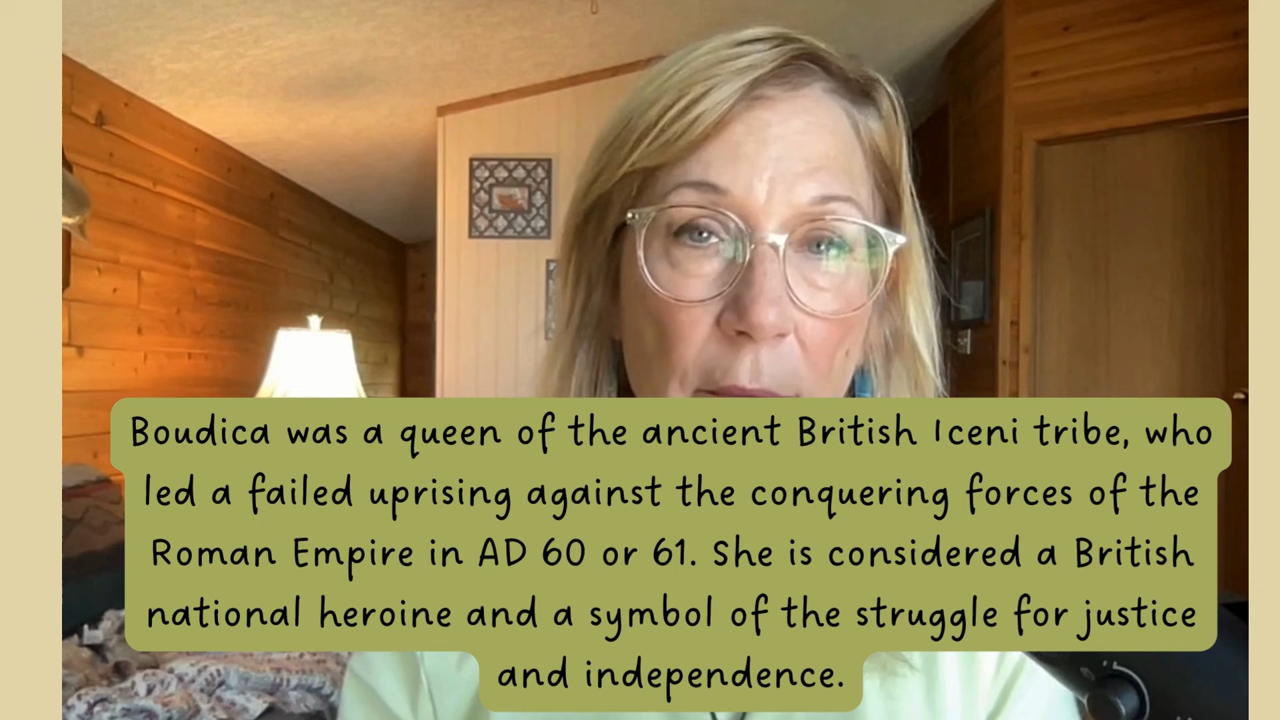 Boudica was a queen of the ancient British Iceni tribe, who
led a failed uprising against the conquering forces of the
Roman Empire in AD 60 or 61. She is considered a British
national heroine and a symbol of the struggle for justice
and independence.